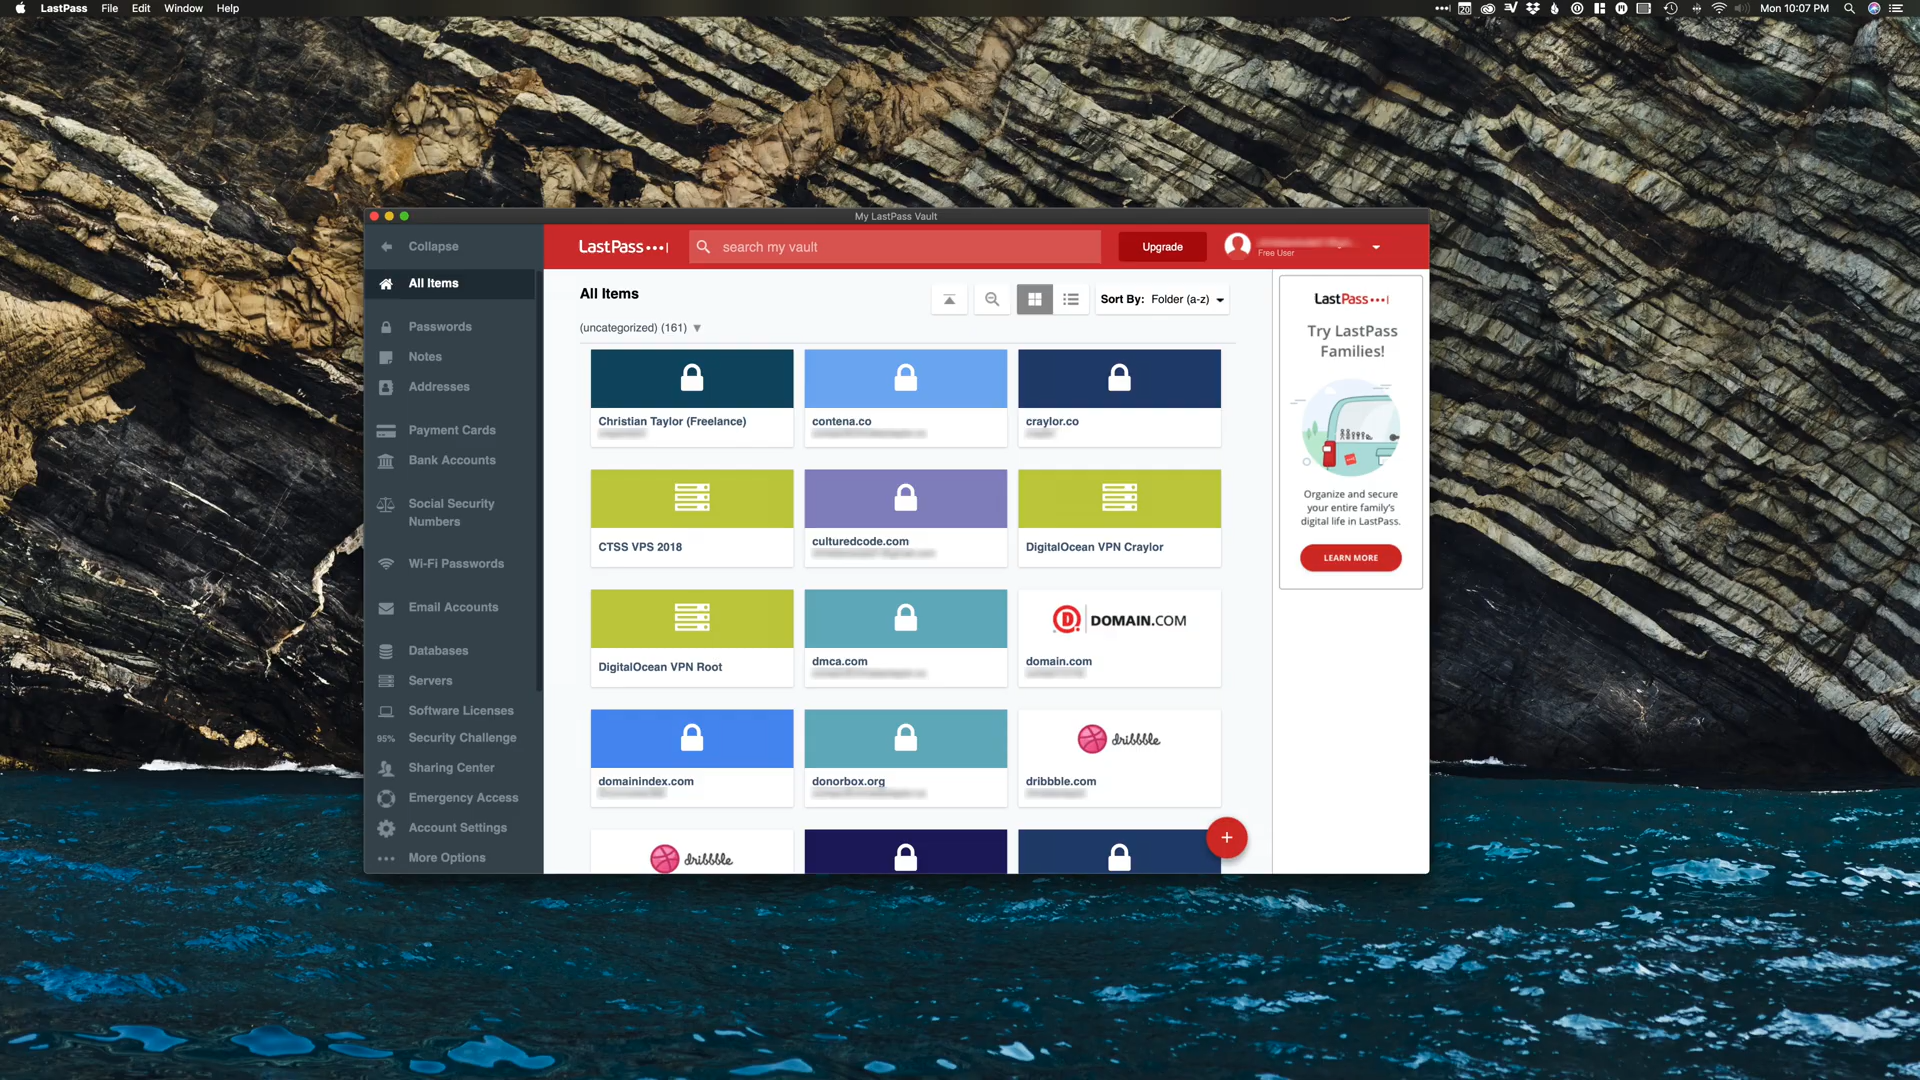 LastPass File Edit Window Help
20
Mon 10:07 PM
My LastPass Vault
Collapse
All Items
Passwords
Notes
Addresses
Payment Cards
Bank Accounts
Social Security
Numbers
Wi-Fi Passwords
Email Accounts
Databases
Servers
Software Licenses
95% Security Challenge
Sharing Center
Emergency Access
Account Settings
More Options
LastPass
search my vault
Upgrade
Free User
All Items
Sort By: Folder (a-z)
(uncategorized) (161)
Christian Taylor (Freelance)
contena.co
craylor.co
CTSS VPS 2018
culturedcode.com
DigitalOcean VPN Craylor
DigitalOcean VPN Root
dmca.com
DOMAIN.COM
domain.com
domainindex.com
donorbox.org
dribbble
dribbble.com
dribbble
+
LastPass
Try LastPass
Families!
Organize and secure
your entire family's
digital life in LastPass.
LEARN MORE